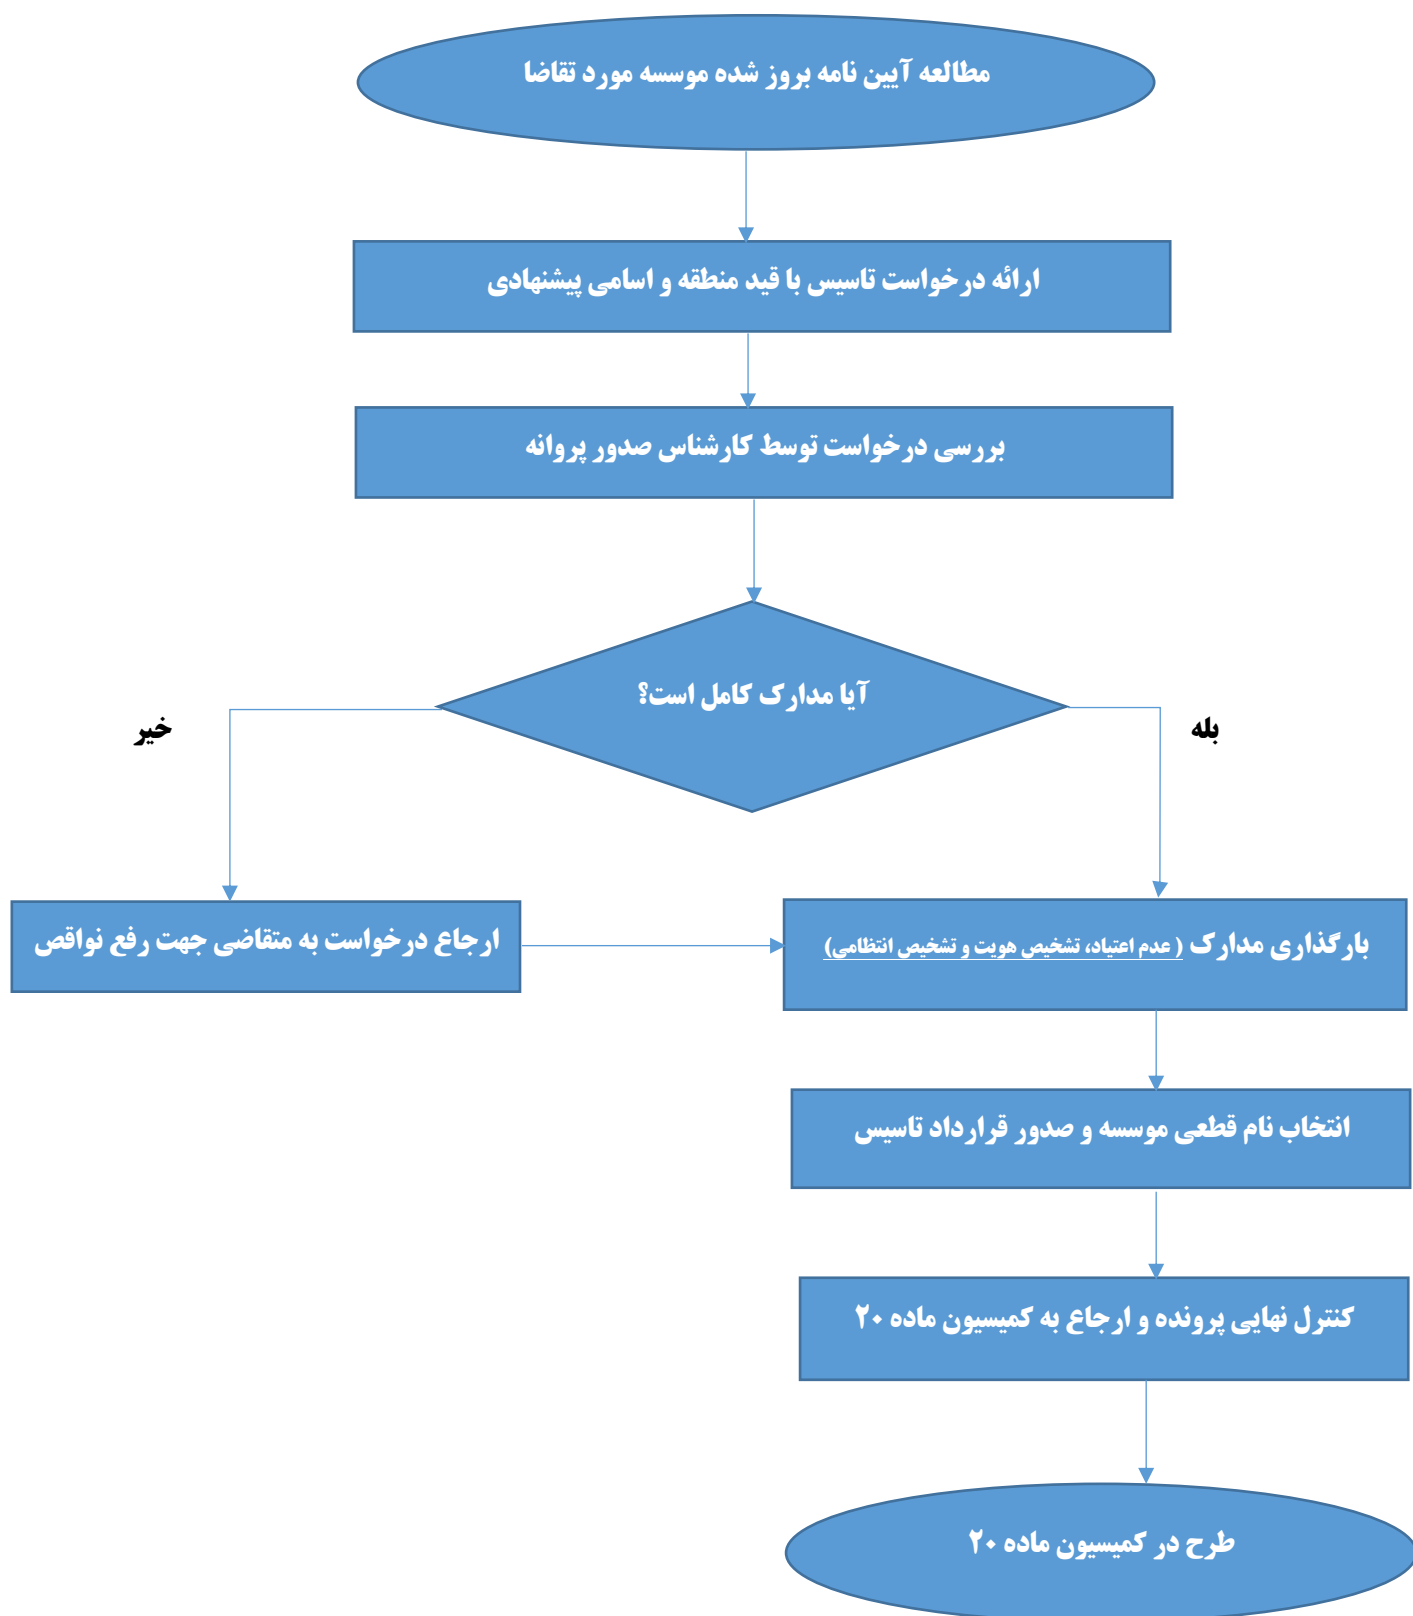 مطالعه آیین نامه بروز شده موسسه مورد تقاضا
ارائه درخواست تاسیس با قید منطقه و اسامی پیشنهادی
بررسی درخواست توسط کارشناس صدور پروانه
آیا مدارک کامل است؟
بله
خیر
بارگذاری مدارک ( عدم اعتیاد، تشخیص هویت و تشخیص انتظامی)
ارجاع درخواست به متقاضی جهت رفع نواقص
انتخاب نام قطعی موسسه و صدور قرارداد تاسیس
کنترل نهایی پرونده و ارجاع به کمیسیون ماده ۲۰
طرح در کمیسیون ماده ۲۰